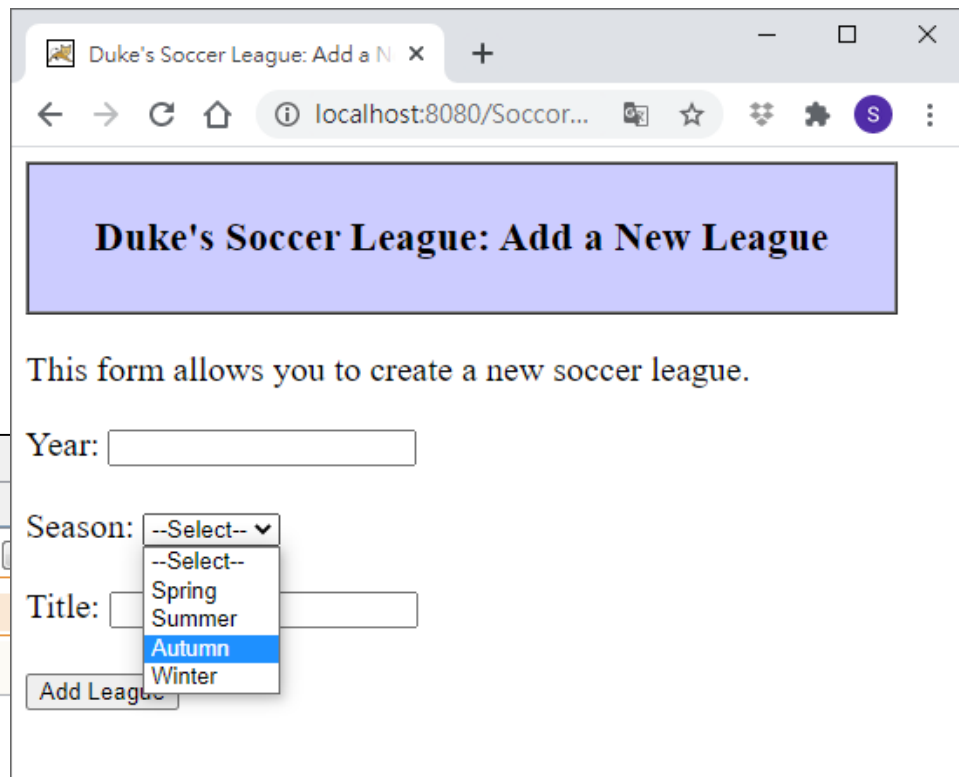 Duke's Soccer League: Add a N
localhost:8080/Soccor...
S
Duke's Soccer League: Add a New League
This form allows you to create a new soccer league.
Year:
Season: --Select--
--Select--
Spring
Title:
Summer
Autumn
Winter
Add League